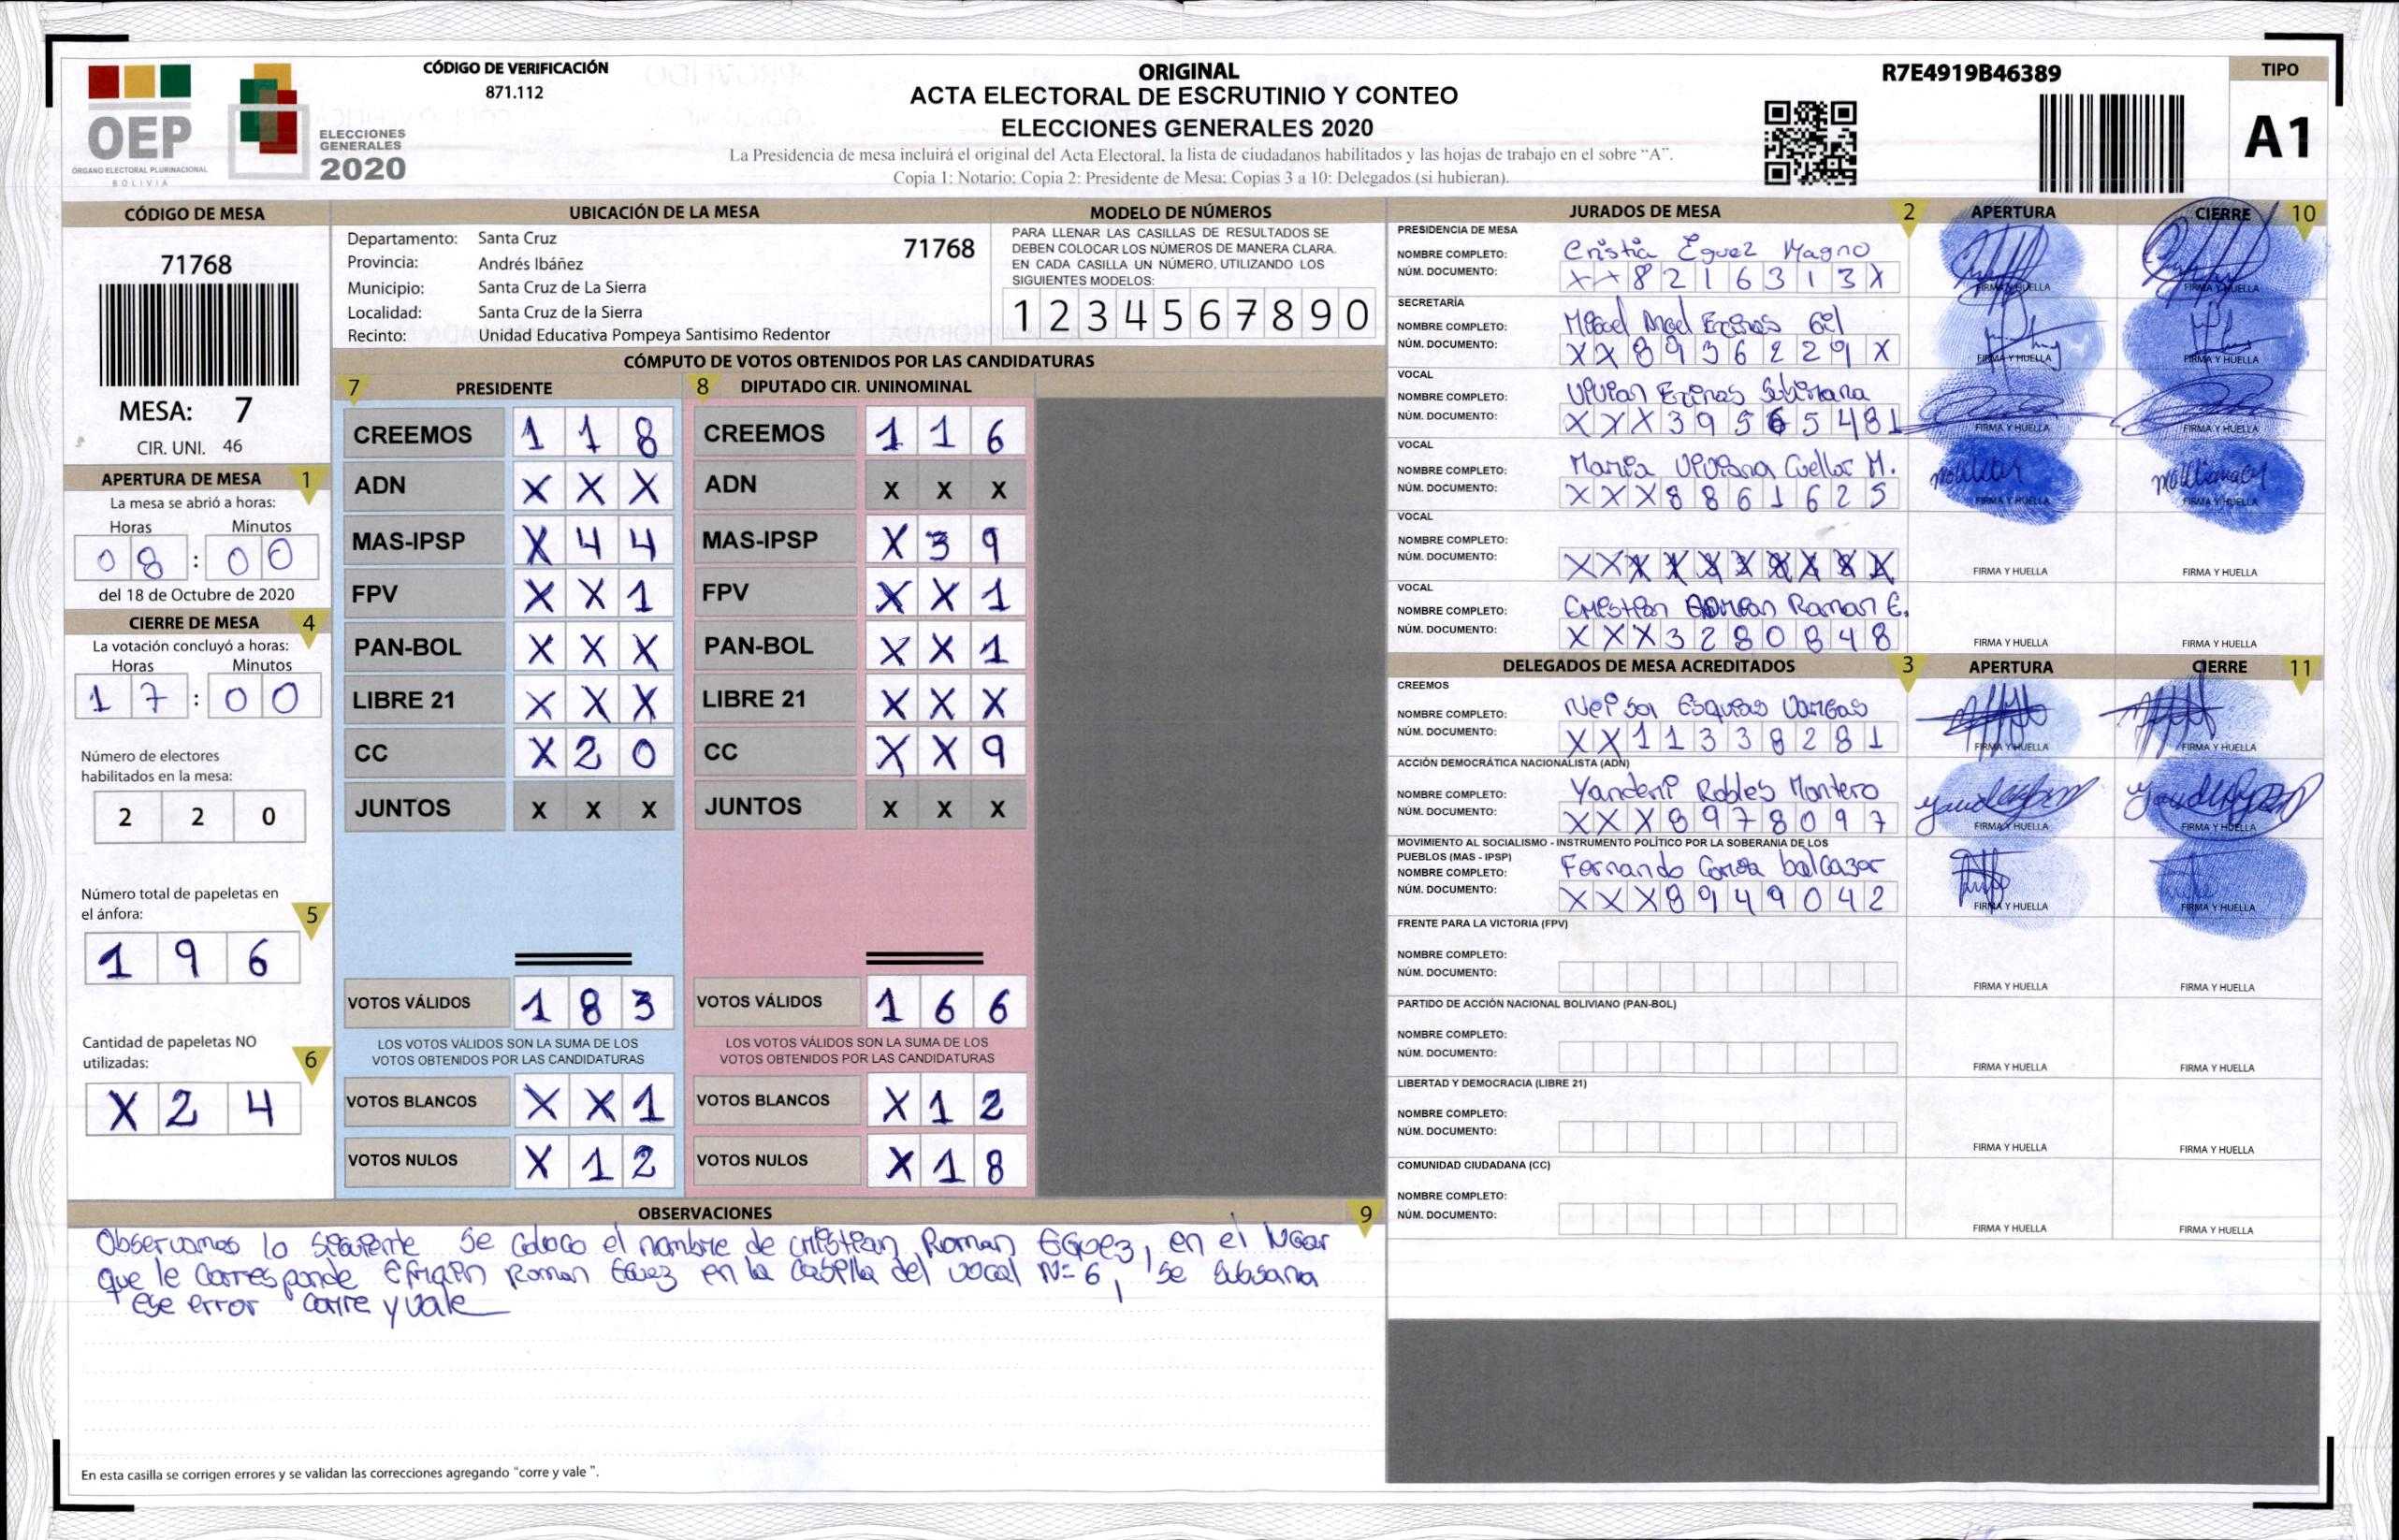 CÓDIGO DE VERIFICACIÓN
871.112
OEP
ÓRGANO ELECTORAL PLURINACIONAL
BOLIVIA
ELECCIONES
GENERALES
2020
ORIGINAL
ACTA ELECTORAL DE ESCRUTINIO Y CONTEO
ELECCIONES GENERALES 2020
La Presidencia de mesa incluirá el original del Acta Electoral, la lista de ciudadanos habilitados y las hojas de trabajo en el sobre “A”.
Copia 1: Notario; Copia 2: Presidente de Mesa; Copias 3 a 10: Delegados (si hubieran).
R7E4919B46389
TIPO
A1
CÓDIGO DE MESA
71768
MESA: 7
CIR. UNI. 46
UBICACIÓN DE LA MESA
Departamento: Santa Cruz
71768
Provincia: Andrés Ibáñez
Municipio: Santa Cruz de La Sierra
Localidad: Santa Cruz de la Sierra
Recinto: Unidad Educativa Pompeya Santisimo Redentor
MODELO DE NÚMEROS
PARA LLENAR LAS CASILLAS DE RESULTADOS SE
DEBEN COLOCAR LOS NÚMEROS DE MANERA CLARA.
EN CADA CASILLA UN NÚMERO, UTILIZANDO LOS
SIGUIENTES MODELOS:
1 2 3 4 5 6 7 8 9 0
APERTURA DE MESA 1
La mesa se abrió a horas:
Horas Minutos
0 8 : 0 0
del 18 de Octubre de 2020
CIERRE DE MESA 4
La votación concluyó a horas:
Horas Minutos
1 7 : 0 0
Número de electores
habilitados en la mesa:
2 2 0
Número total de papeletas en
el ánfora: 5
1 9 6
Cantidad de papeletas NO
utilizadas: 6
X 2 4
CÓMPUTO DE VOTOS OBTENIDOS POR LAS CANDIDATURAS
7 PRESIDENTE
CREEMOS 1 1 8
ADN X X X
MAS-IPSP X 4 4
FPV X X 1
PAN-BOL X X X
LIBRE 21 X X X
CC X 2 0
JUNTOS X X X
VOTOS VÁLIDOS 1 8 3
LOS VOTOS VÁLIDOS SON LA SUMA DE LOS
VOTOS OBTENIDOS POR LAS CANDIDATURAS
VOTOS BLANCOS X X 1
VOTOS NULOS X 1 2
8 DIPUTADO CIR. UNINOMINAL
CREEMOS 1 1 6
ADN X X X
MAS-IPSP X 3 9
FPV X X 1
PAN-BOL X X 1
LIBRE 21 X X X
CC X X 9
JUNTOS X X X
VOTOS VÁLIDOS 1 6 6
LOS VOTOS VÁLIDOS SON LA SUMA DE LOS
VOTOS OBTENIDOS POR LAS CANDIDATURAS
VOTOS BLANCOS X 1 2
VOTOS NULOS X 1 8
JURADOS DE MESA 2 APERTURA CIERRE 10
PRESIDENCIA DE MESA
NOMBRE COMPLETO: Cristia Eguez Magno
NÚM. DOCUMENTO: X X 8 2 1 6 3 1 3 X
FIRMA Y HUELLA FIRMA Y HUELLA
SECRETARÍA
NOMBRE COMPLETO: Gil
NÚM. DOCUMENTO: X X 8 9 3 6 2 2 9 X
FIRMA Y HUELLA FIRMA Y HUELLA
VOCAL
NOMBRE COMPLETO: Vivian
NÚM. DOCUMENTO: X X X 3 9 5 6 5 4 8 1
FIRMA Y HUELLA FIRMA Y HUELLA
VOCAL
NOMBRE COMPLETO: Maria Viviana Cuellar M.
NÚM. DOCUMENTO: X X X 8 8 6 1 6 2 5
FIRMA Y HUELLA FIRMA Y HUELLA
VOCAL
NOMBRE COMPLETO:
NÚM. DOCUMENTO: X X X X X X X X X X
FIRMA Y HUELLA FIRMA Y HUELLA
VOCAL
NOMBRE COMPLETO: Cristian Roman E.
NÚM. DOCUMENTO: X X X 3 2 8 0 8 4 8
FIRMA Y HUELLA FIRMA Y HUELLA
DELEGADOS DE MESA ACREDITADOS 3 APERTURA CIERRE 11
CREEMOS
NOMBRE COMPLETO: Vargas
NÚM. DOCUMENTO: X X 1 1 3 3 8 2 8 1
FIRMA Y HUELLA FIRMA Y HUELLA
ACCIÓN DEMOCRÁTICA NACIONALISTA (ADN)
NOMBRE COMPLETO: Yanderi Robles Montero
NÚM. DOCUMENTO: X X X 8 9 7 8 0 9 7
FIRMA Y HUELLA FIRMA Y HUELLA
MOVIMIENTO AL SOCIALISMO - INSTRUMENTO POLÍTICO POR LA SOBERANIA DE LOS
PUEBLOS (MAS - IPSP)
NOMBRE COMPLETO: Fernando balcazar
NÚM. DOCUMENTO: X X X 8 9 4 9 0 4 2
FIRMA Y HUELLA FIRMA Y HUELLA
FRENTE PARA LA VICTORIA (FPV)
NOMBRE COMPLETO:
NÚM. DOCUMENTO:
FIRMA Y HUELLA FIRMA Y HUELLA
PARTIDO DE ACCIÓN NACIONAL BOLIVIANO (PAN-BOL)
NOMBRE COMPLETO:
NÚM. DOCUMENTO:
FIRMA Y HUELLA FIRMA Y HUELLA
LIBERTAD Y DEMOCRACIA (LIBRE 21)
NOMBRE COMPLETO:
NÚM. DOCUMENTO:
FIRMA Y HUELLA FIRMA Y HUELLA
COMUNIDAD CIUDADANA (CC)
NOMBRE COMPLETO:
NÚM. DOCUMENTO:
FIRMA Y HUELLA FIRMA Y HUELLA
OBSERVACIONES 9
Observamos lo siguiente se coloco el nombre de cristian Roman Eguez, en el lugar
que le corresponde Efrain Roman Eguez en la casilla del vocal Nº 6, se subsana
ese error corre y vale
En esta casilla se corrigen errores y se validan las correcciones agregando “corre y vale”.